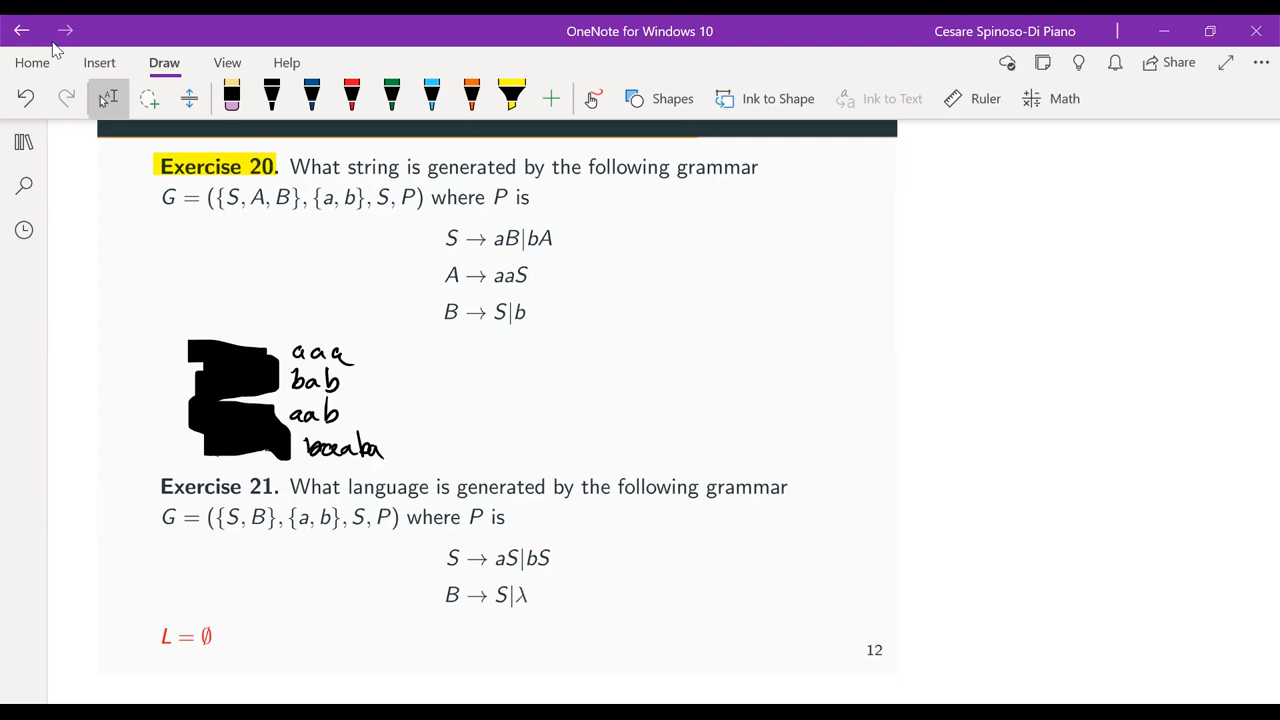 OneNote for Windows 10
Cesare Spinoso-Di Piano
Home Insert Draw View Help
Share
Shapes
Ink to Shape
Ink to Text
Ruler
Math
Exercise 20. What string is generated by the following grammar
G = ({S, A, B}, {a, b}, S, P) where P is
S → aB|bA
A → aaS
B → S|b
aaa
bab
aab
Exercise 21. What language is generated by the following grammar
G = ({S, B}, {a, b}, S, P) where P is
S → aS|bS
B → S|λ
L = ∅
12